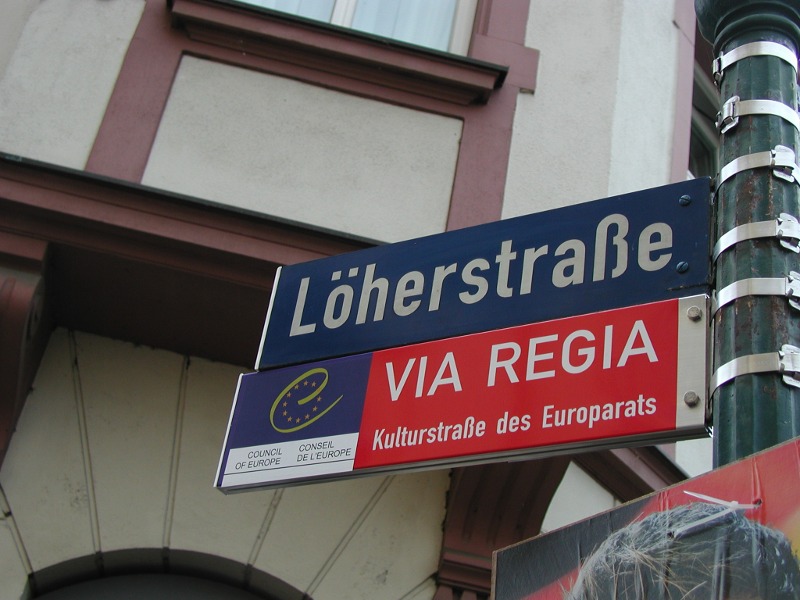 Löherstraße
VIA REGIA
Kulturstraße des Europarats
COUNCIL OF EUROPE
CONSEIL DE L'EUROPE